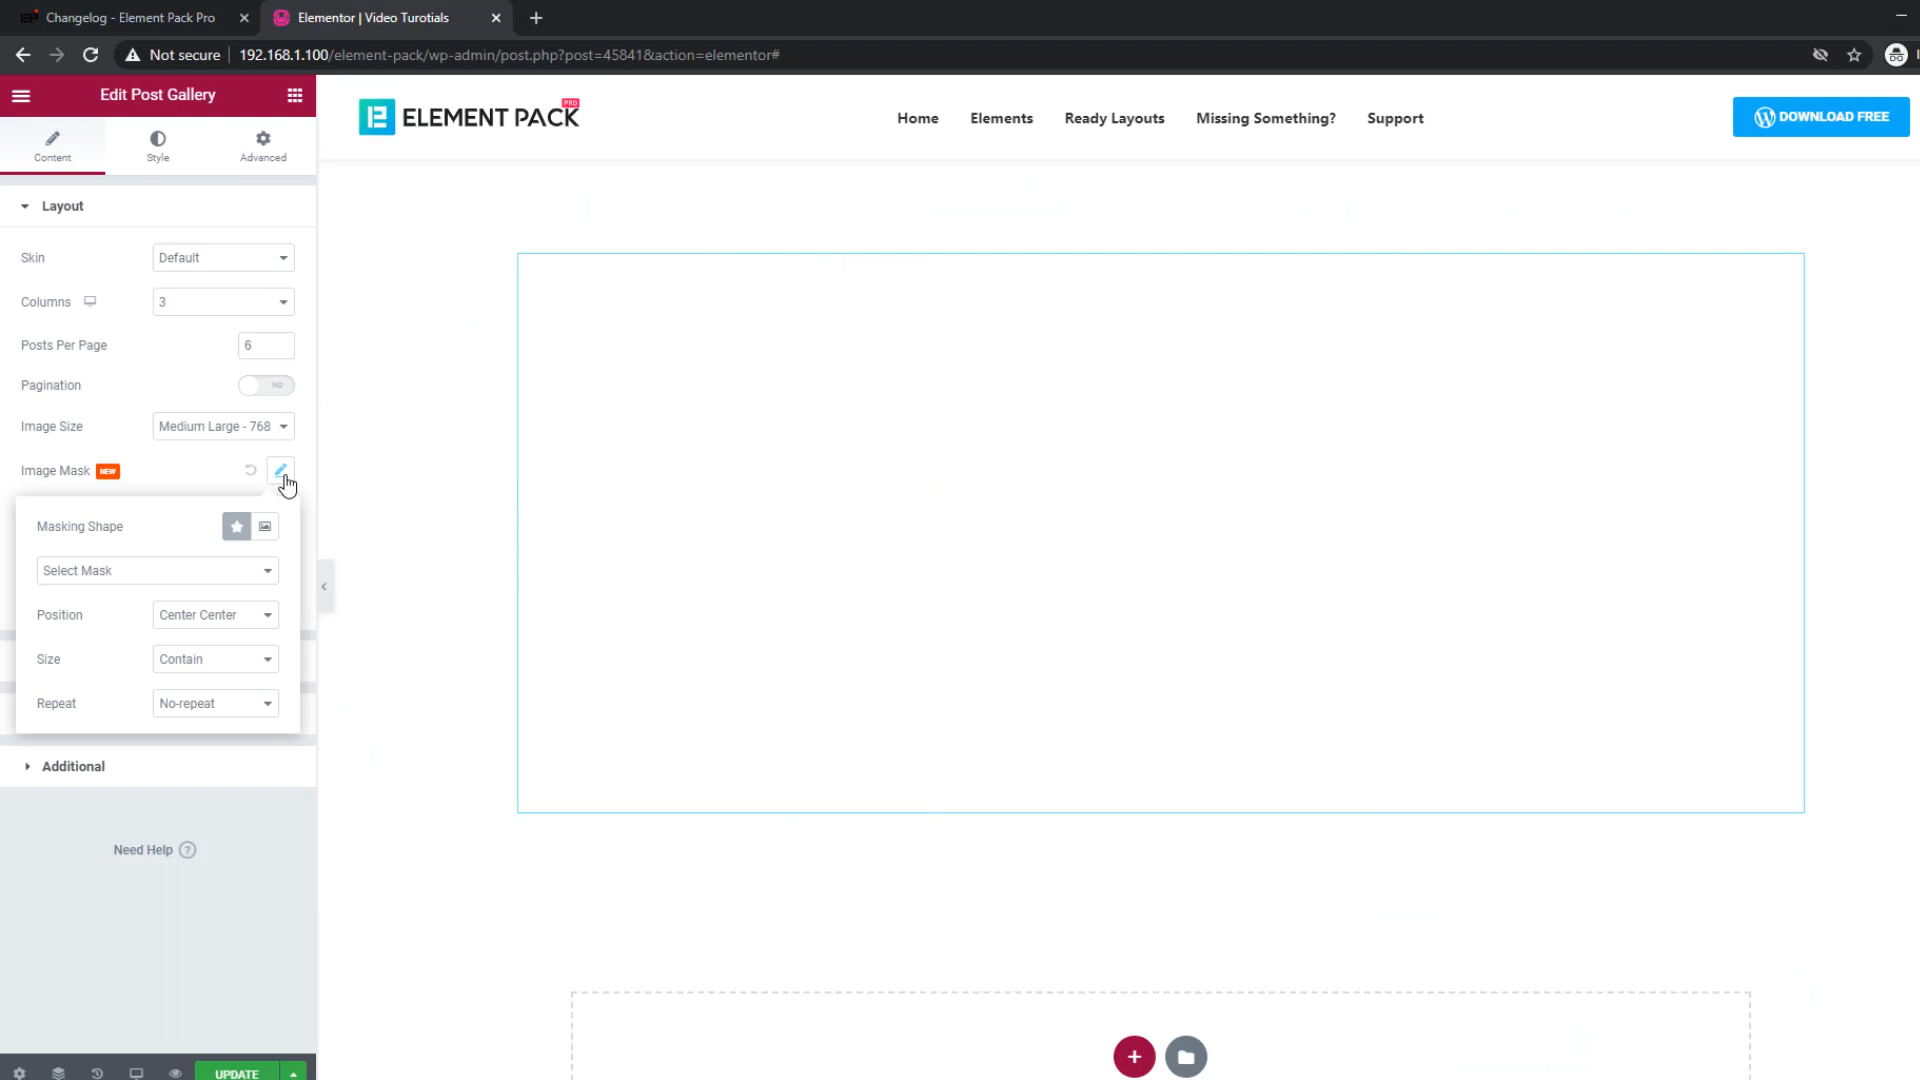 Changelog - Element Pack Pro
Elementor | Video Turotials
Not secure
192.168.1.100/element-pack/wp-admin/post.php?post=45841&action=elementor#
Edit Post Gallery
Content
Style
Advanced
ELEMENT PACK PRO
Home
Elements
Ready Layouts
Missing Something?
Support
DOWNLOAD FREE
Layout
Skin
Default
Columns
3
Posts Per Page
6
Pagination
NO
Image Size
Medium Large - 768
Image Mask NEW
Masking Shape
Select Mask
Position
Center Center
Size
Contain
Repeat
No-repeat
Additional
Need Help ?
UPDATE